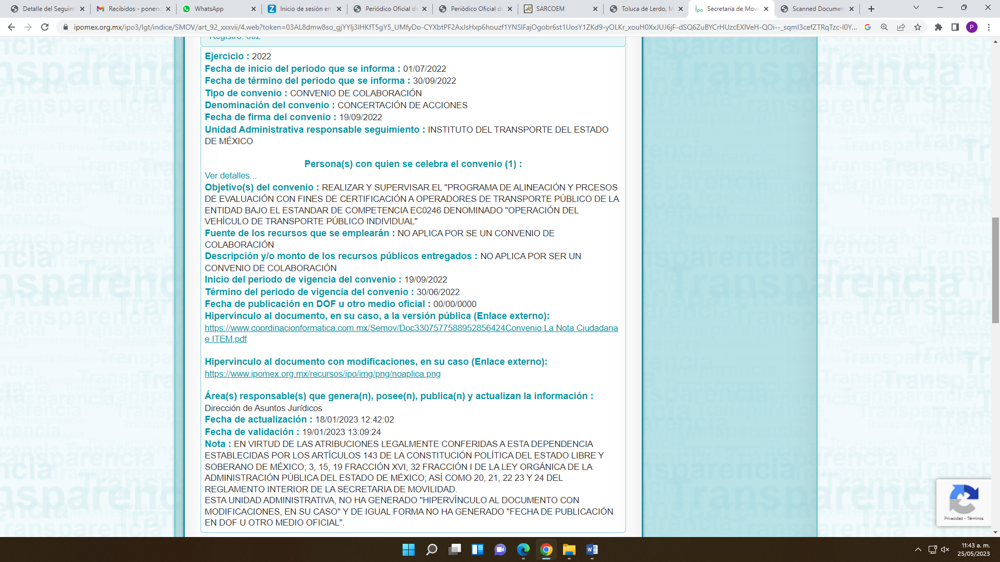 Detalle del Seguimi
Recibidos - ponenc
WhatsApp
Inicio de sesión en
Periódico Oficial de
Periódico Oficial de
SARCOEM
Toluca de Lerdo, M
Secretaría de Movi
Scanned Documen
ipomex.org.mx/ipo3/lgt/indice/SMOV/art_92_xxxvii/4.web?token=
Registro: 002
Ejercicio : 2022
Fecha de inicio del periodo que se informa : 01/07/2022
Fecha de término del periodo que se informa : 30/09/2022
Tipo de convenio : CONVENIO DE COLABORACIÓN
Denominación del convenio : CONCERTACIÓN DE ACCIONES
Fecha de firma del convenio : 19/09/2022
Unidad Administrativa responsable seguimiento : INSTITUTO DEL TRANSPORTE DEL ESTADO
DE MÉXICO
Persona(s) con quien se celebra el convenio (1) :
Ver detalles...
Objetivo(s) del convenio : REALIZAR Y SUPERVISAR EL "PROGRAMA DE ALINEACIÓN Y PRCESOS
DE EVALUACIÓN CON FINES DE CERTIFICACIÓN A OPERADORES DE TRANSPORTE PÚBLICO DE LA
ENTIDAD BAJO EL ESTANDAR DE COMPETENCIA EC0246 DENOMINADO "OPERACIÓN DEL
VEHÍCULO DE TRANSPORTE PÚBLICO INDIVIDUAL"
Fuente de los recursos que se emplearán : NO APLICA POR SE UN CONVENIO DE
COLABORACIÓN
Descripción y/o monto de los recursos públicos entregados : NO APLICA POR SER UN
CONVENIO DE COLABORACIÓN
Inicio del periodo de vigencia del convenio : 19/09/2022
Término del periodo de vigencia del convenio : 30/06/2022
Fecha de publicación en DOF u otro medio oficial : 00/00/0000
Hipervínculo al documento, en su caso, a la versión pública (Enlace externo):
https://www.coordinacionformatica.com.mx/Semov/Doc3307577588952856424Convenio La Nota Ciudadana
e ITEM.pdf
Hipervínculo al documento con modificaciones, en su caso (Enlace externo):
https://www.ipomex.org.mx/recursos/ipo/img/png/noaplica.png
Área(s) responsable(s) que genera(n), posee(n), publica(n) y actualizan la información :
Dirección de Asuntos Jurídicos
Fecha de actualización : 18/01/2023 12:42:02
Fecha de validación : 19/01/2023 13:09:24
Nota : EN VIRTUD DE LAS ATRIBUCIONES LEGALMENTE CONFERIDAS A ESTA DEPENDENCIA
ESTABLECIDAS POR LOS ARTÍCULOS 143 DE LA CONSTITUCIÓN POLÍTICA DEL ESTADO LIBRE Y
SOBERANO DE MÉXICO; 3, 15, 19 FRACCIÓN XVI, 32 FRACCIÓN I DE LA LEY ORGÁNICA DE LA
ADMINISTRACIÓN PÚBLICA DEL ESTADO DE MÉXICO; ASÍ COMO 20, 21, 22 23 Y 24 DEL
REGLAMENTO INTERIOR DE LA SECRETARIA DE MOVILIDAD.
ESTA UNIDAD ADMINISTRATIVA, NO HA GENERADO "HIPERVÍNCULO AL DOCUMENTO CON
MODIFICACIONES, EN SU CASO" Y DE IGUAL FORMA NO HA GENERADO "FECHA DE PUBLICACIÓN
EN DOF U OTRO MEDIO OFICIAL".
Privacidad - Términos
11:43 a. m.
25/05/2023